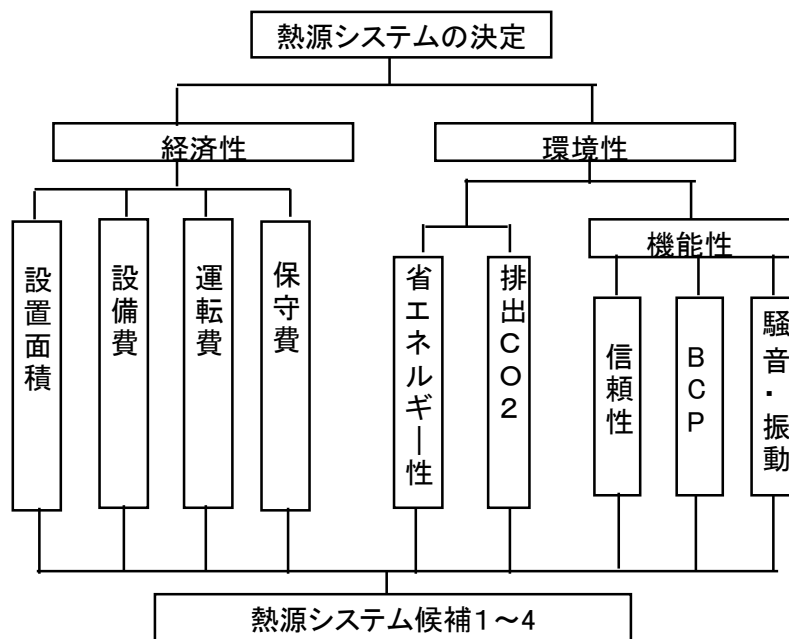 熱源システムの決定
経済性
環境性
機能性
設置面積
設備費
運転費
保守費
省エネルギー性
排出CO2
信頼性
BCP
騒音・振動
熱源システム候補1～4